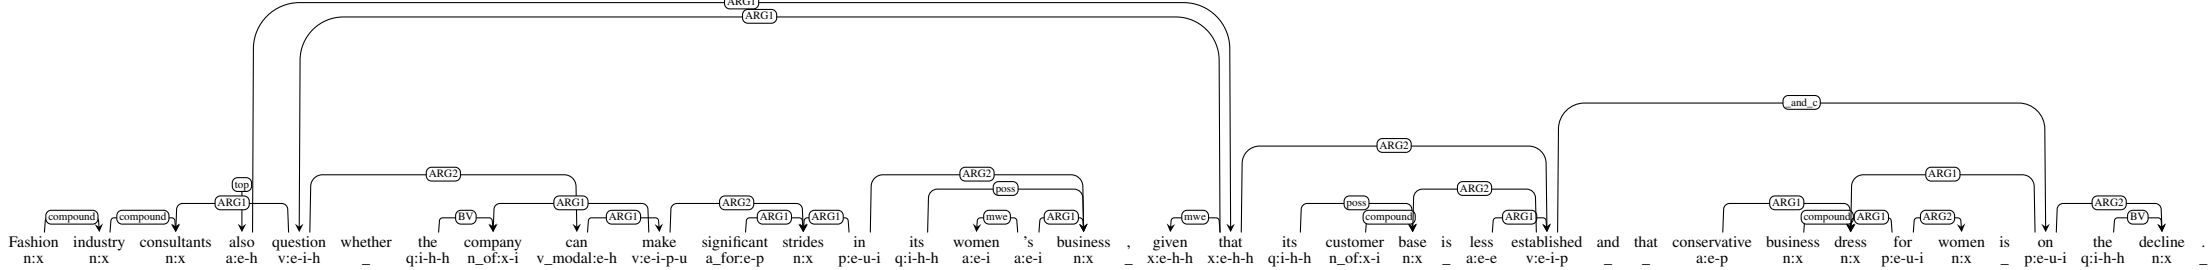 ARG1
ARG1
_and_c
ARG2
ARG2 ARG2 ARG1
top poss ARG2
ARG1 ARG1 ARG2 poss ARG1 ARG2
compound compound BV ARG1 ARG1 ARG1 mwe ARG1 mwe compound ARG1 compound ARG1 ARG2 BV
Fashion industry consultants also question whether the company can make significant strides in its women 's business , given that its customer base is less established and that conservative business dress for women is on the decline .
n:x n:x n:x a:e-h v:e-i-h _ q:i-h-h n_of:x-i v_modal:e-h v:e-i-p-u a_for:e-p n:x p:e-u-i q:i-h-h a:e-i a:e-i n:x _ x:e-h-h x:e-h-h q:i-h-h n_of:x-i n:x _ a:e-e v:e-i-p _ _ a:e-p n:x n:x p:e-u-i n:x _ p:e-u-i q:i-h-h n:x _